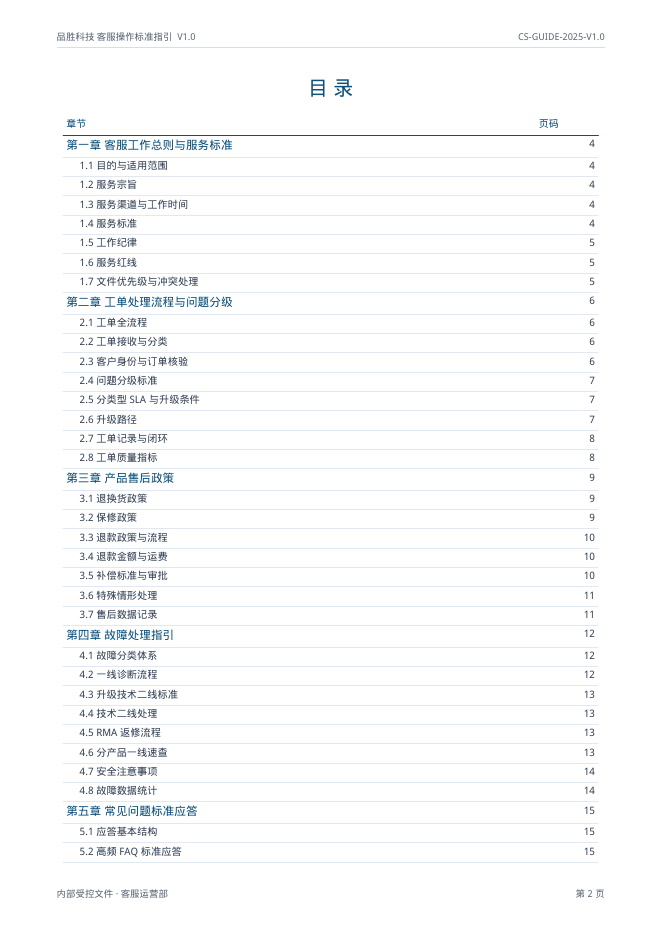 品胜科技 客服操作标准指引 V1.0 CS-GUIDE-2025-V1.0
目 录
章节 页码
第一章 客服工作总则与服务标准 4
1.1 目的与适用范围 4
1.2 服务宗旨 4
1.3 服务渠道与工作时间 4
1.4 服务标准 4
1.5 工作纪律 5
1.6 服务红线 5
1.7 文件优先级与冲突处理 5
第二章 工单处理流程与问题分级 6
2.1 工单全流程 6
2.2 工单接收与分类 6
2.3 客户身份与订单核验 6
2.4 问题分级标准 7
2.5 分类型 SLA 与升级条件 7
2.6 升级路径 7
2.7 工单记录与闭环 8
2.8 工单质量指标 8
第三章 产品售后政策 9
3.1 退换货政策 9
3.2 保修政策 9
3.3 退款政策与流程 10
3.4 退款金额与运费 10
3.5 补偿标准与审批 10
3.6 特殊情形处理 11
3.7 售后数据记录 11
第四章 故障处理指引 12
4.1 故障分类体系 12
4.2 一线诊断流程 12
4.3 升级技术二线标准 13
4.4 技术二线处理 13
4.5 RMA 返修流程 13
4.6 分产品一线速查 13
4.7 安全注意事项 14
4.8 故障数据统计 14
第五章 常见问题标准应答 15
5.1 应答基本结构 15
5.2 高频 FAQ 标准应答 15
内部受控文件 · 客服运营部 第 2 页